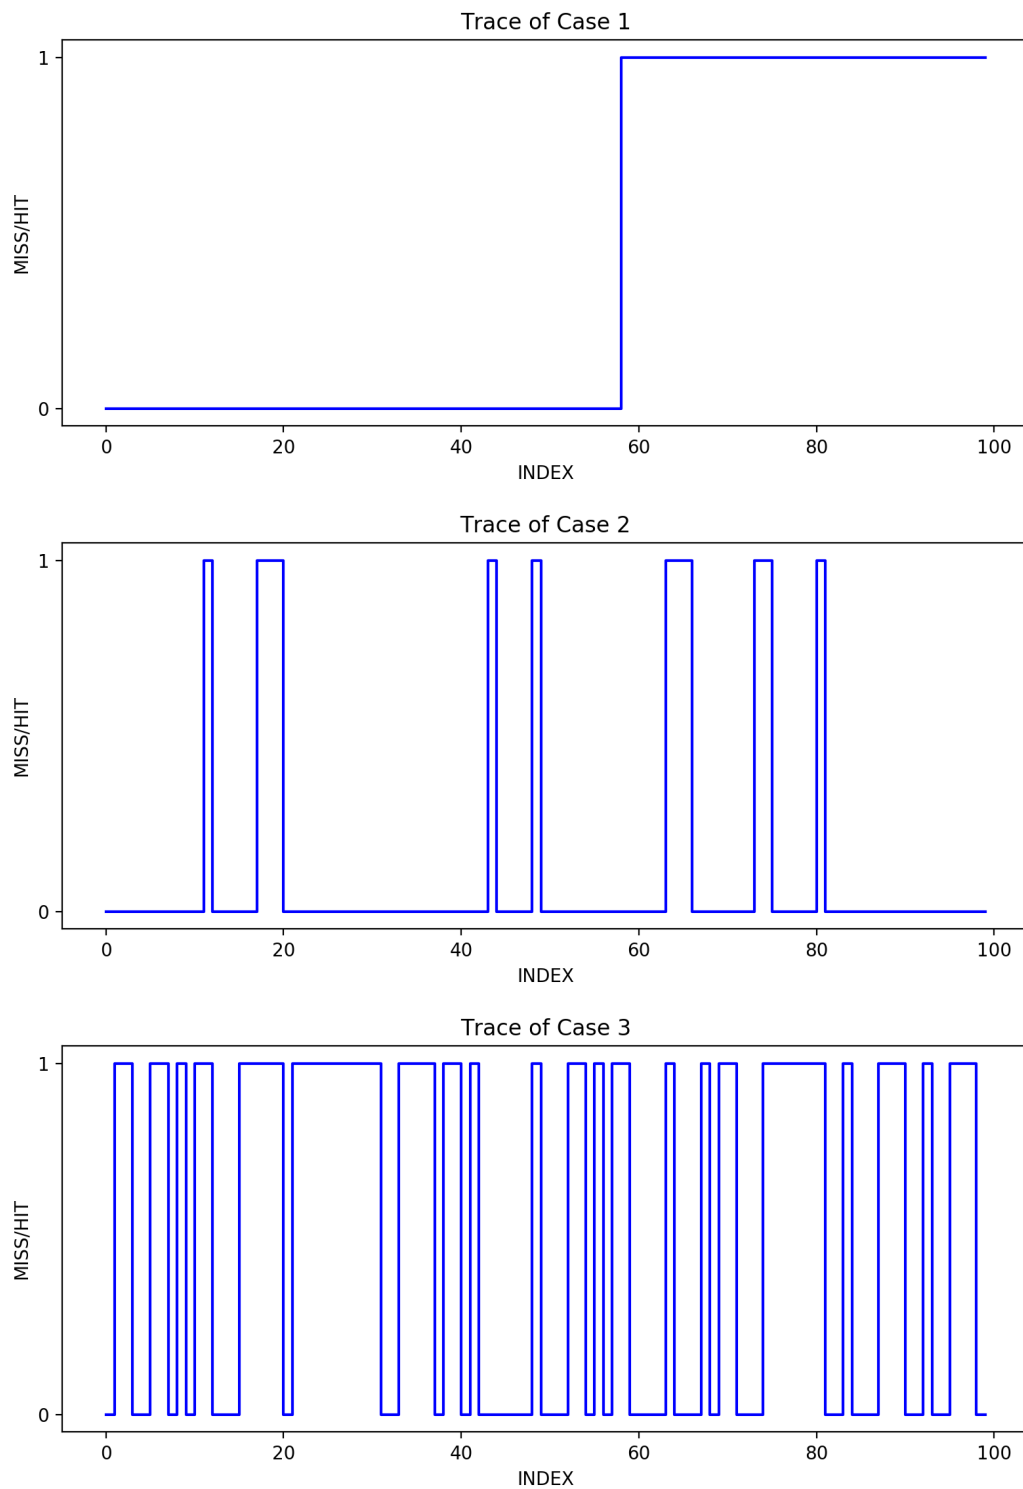 Trace of Case 1
1
MISS/HIT
0
0 20 40 60 80 100
INDEX
Trace of Case 2
1
MISS/HIT
0
0 20 40 60 80 100
INDEX
Trace of Case 3
1
MISS/HIT
0
0 20 40 60 80 100
INDEX